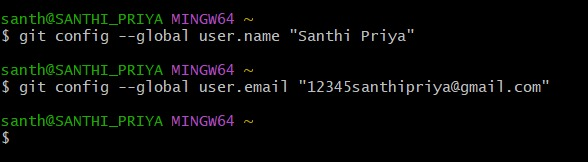 santh@SANTHI_PRIYA MINGW64 ~
$ git config --global user.name "Santhi Priya"
santh@SANTHI_PRIYA MINGW64 ~
$ git config --global user.email "12345santhipriya@gmail.com"
santh@SANTHI_PRIYA MINGW64 ~
$